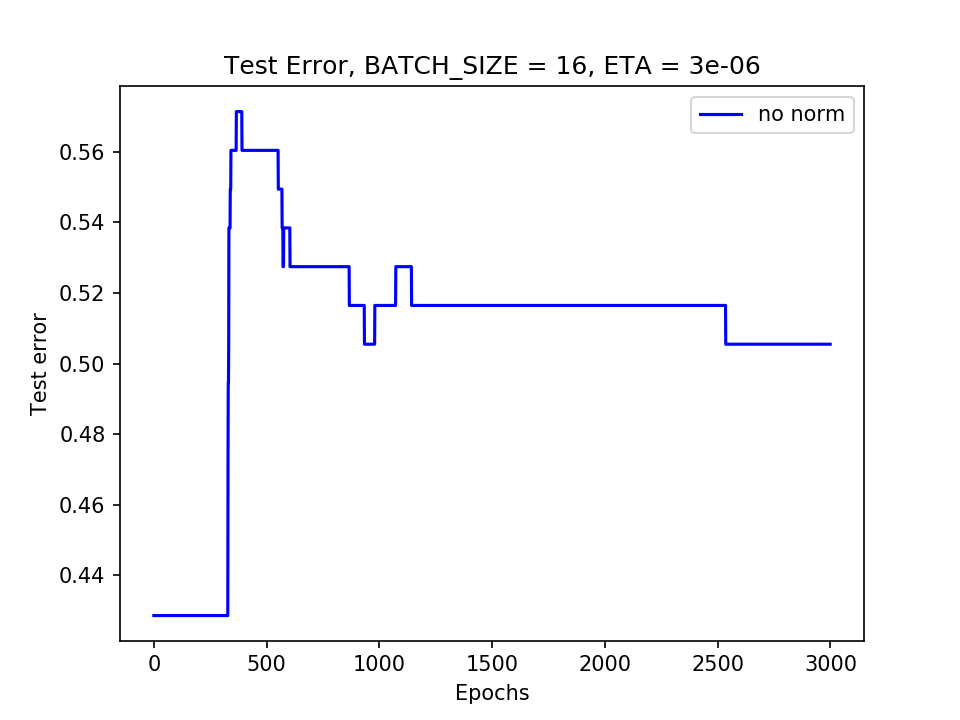 Test Error, BATCH_SIZE = 16, ETA = 3e-06
no norm
0.56
0.54
0.52
0.50
0.48
0.46
0.44
Test error
0 500 1000 1500 2000 2500 3000
Epochs